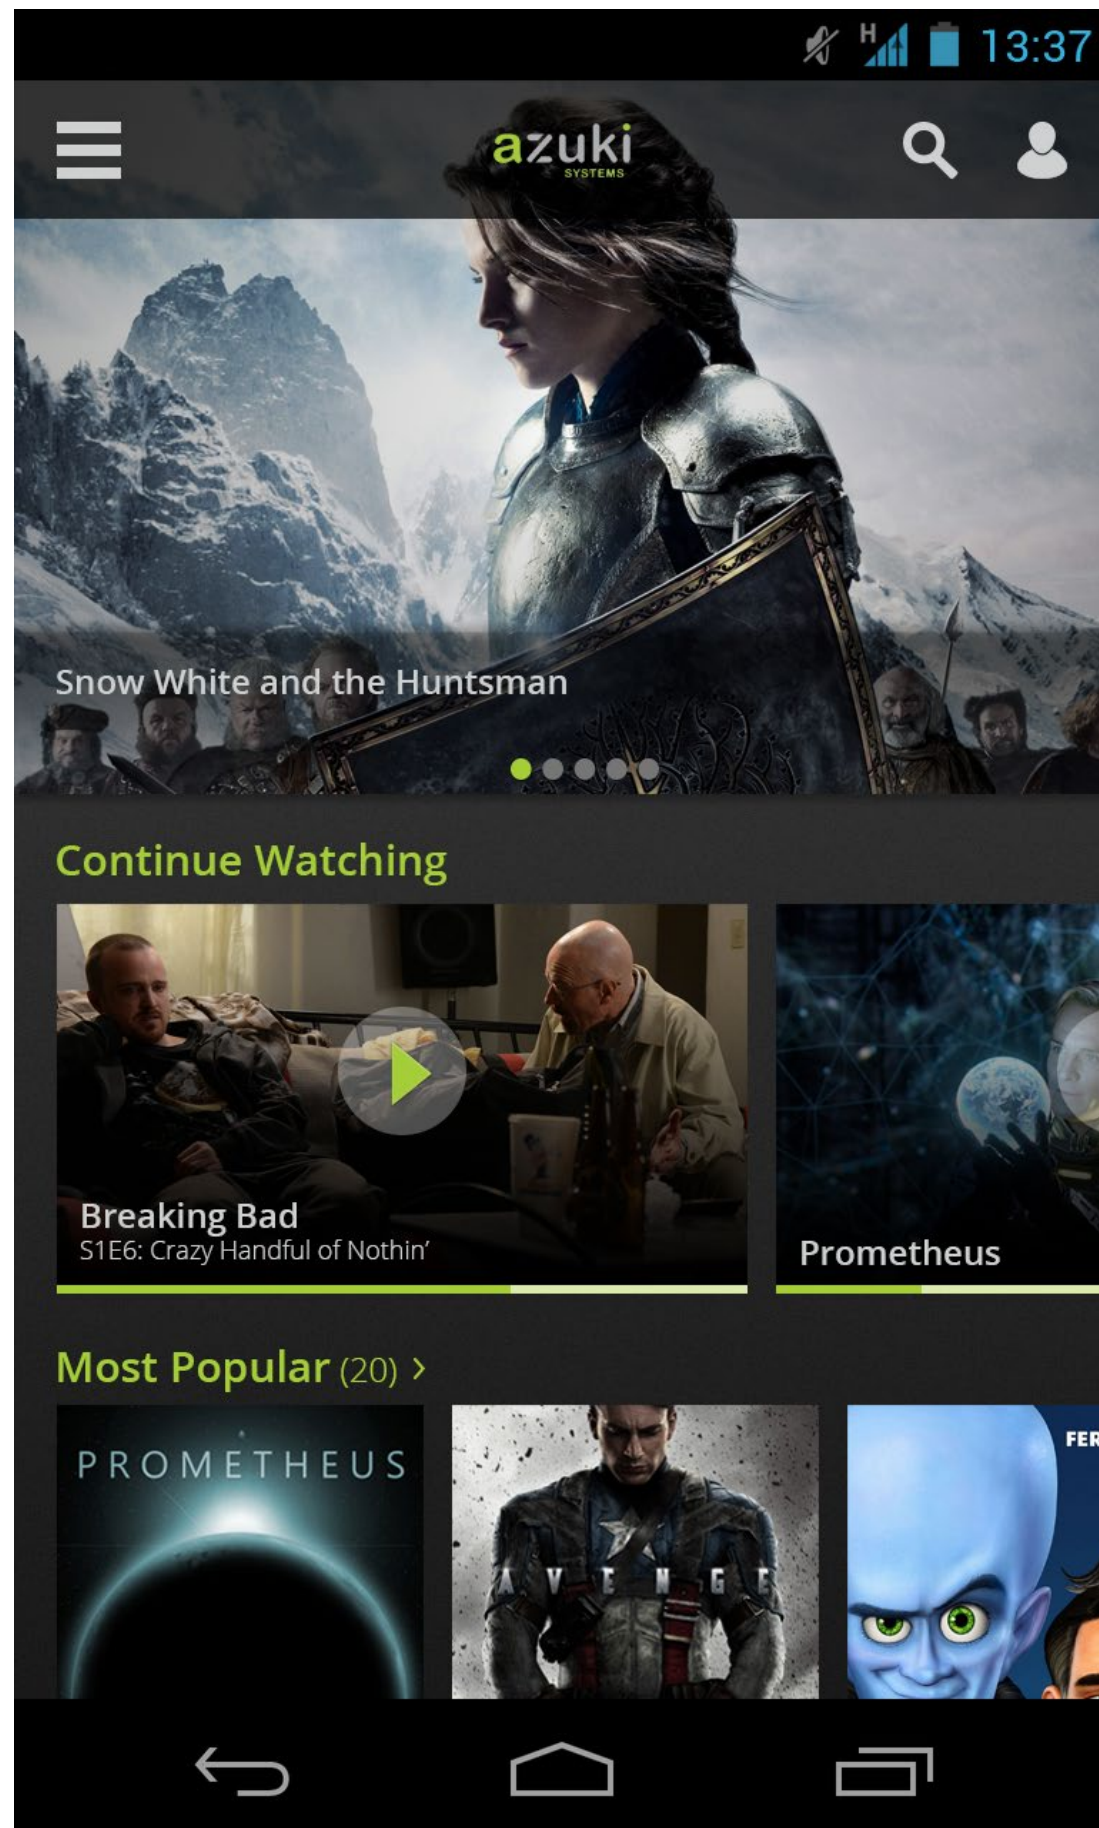 H
13:37
azuki
SYSTEMS
Snow White and the Huntsman
Continue Watching
Breaking Bad
S1E6: Crazy Handful of Nothin’
Prometheus
Most Popular (20) >
PROMETHEUS
AVENGE
FER